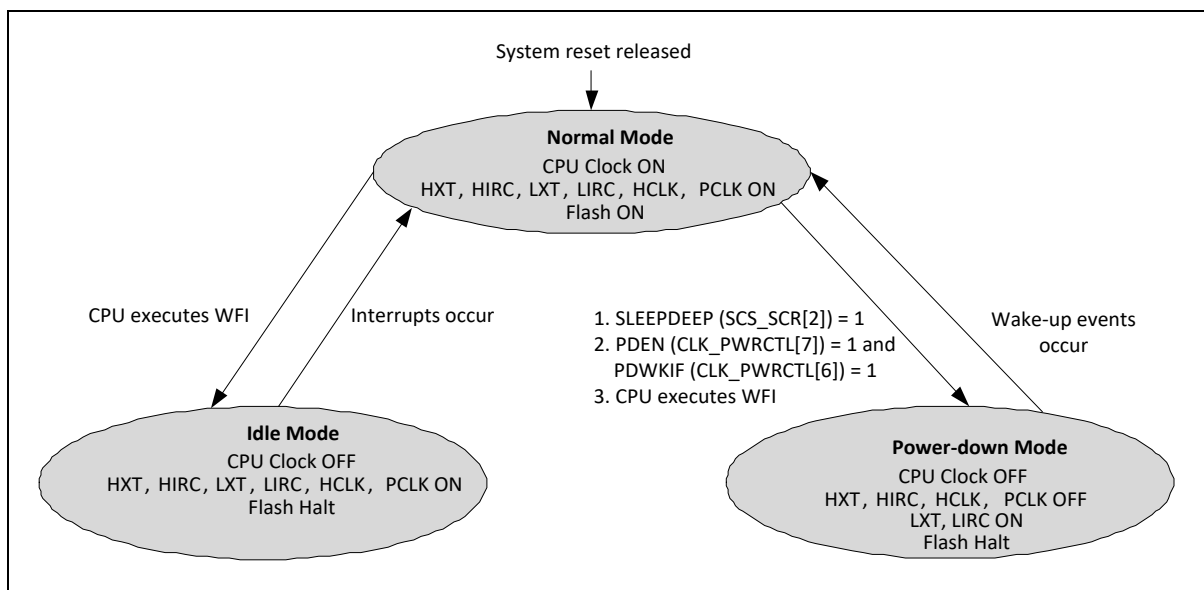 System reset released
Normal Mode
CPU Clock ON
HXT, HIRC, LXT, LIRC, HCLK, PCLK ON
Flash ON
CPU executes WFI
Interrupts occur
1. SLEEPDEEP (SCS_SCR[2]) = 1
2. PDEN (CLK_PWRCTL[7]) = 1 and
PDWKIF (CLK_PWRCTL[6]) = 1
3. CPU executes WFI
Wake-up events
occur
Idle Mode
CPU Clock OFF
HXT, HIRC, LXT, LIRC, HCLK, PCLK ON
Flash Halt
Power-down Mode
CPU Clock OFF
HXT, HIRC, HCLK, PCLK OFF
LXT, LIRC ON
Flash Halt